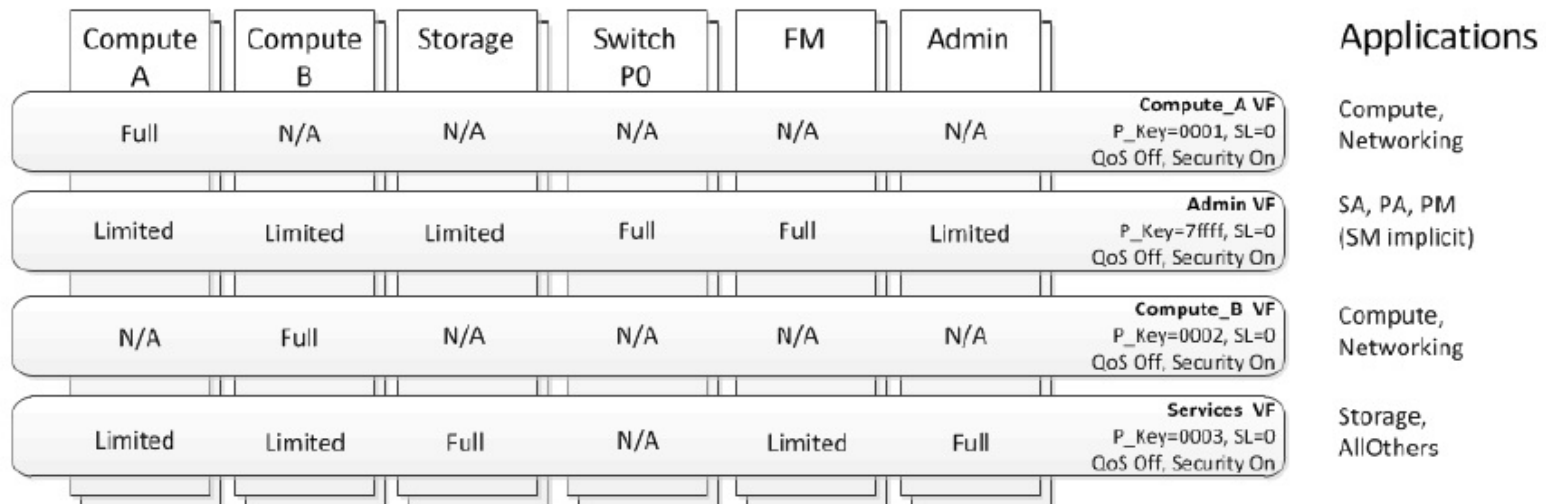 Compute A
Compute B
Storage
Switch P0
FM
Admin
Applications
Full
N/A
N/A
N/A
N/A
N/A
Compute_A VF
P_Key=0001, SL=0
QoS Off, Security On
Compute,
Networking
Limited
Limited
Limited
Full
Full
Limited
Admin VF
P_Key=7ffff, SL=0
QoS Off, Security On
SA, PA, PM
(SM implicit)
N/A
Full
N/A
N/A
N/A
N/A
Compute_B VF
P_Key=0002, SL=0
QoS Off, Security On
Compute,
Networking
Limited
Limited
Full
N/A
Limited
Full
Services VF
P_Key=0003, SL=0
QoS Off, Security On
Storage,
AllOthers